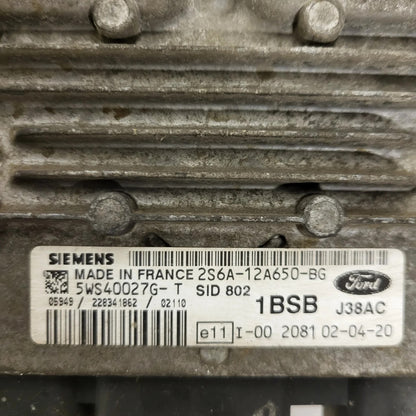 SIEMENS
MADE IN FRANCE 2S6A-12A650-BG
5WS40027G- T SID 802
05949 / 228341862 / 02110
1BSB J38AC
Ford
e11 I-00 2081 02-04-20